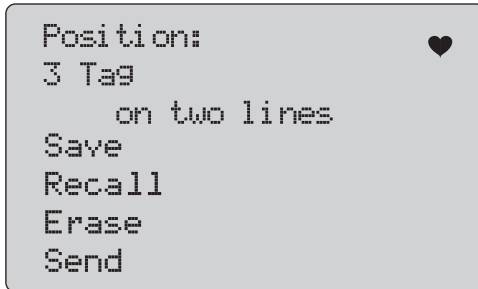 Position:
3 Tag
on two lines
Save
Recall
Erase
Send